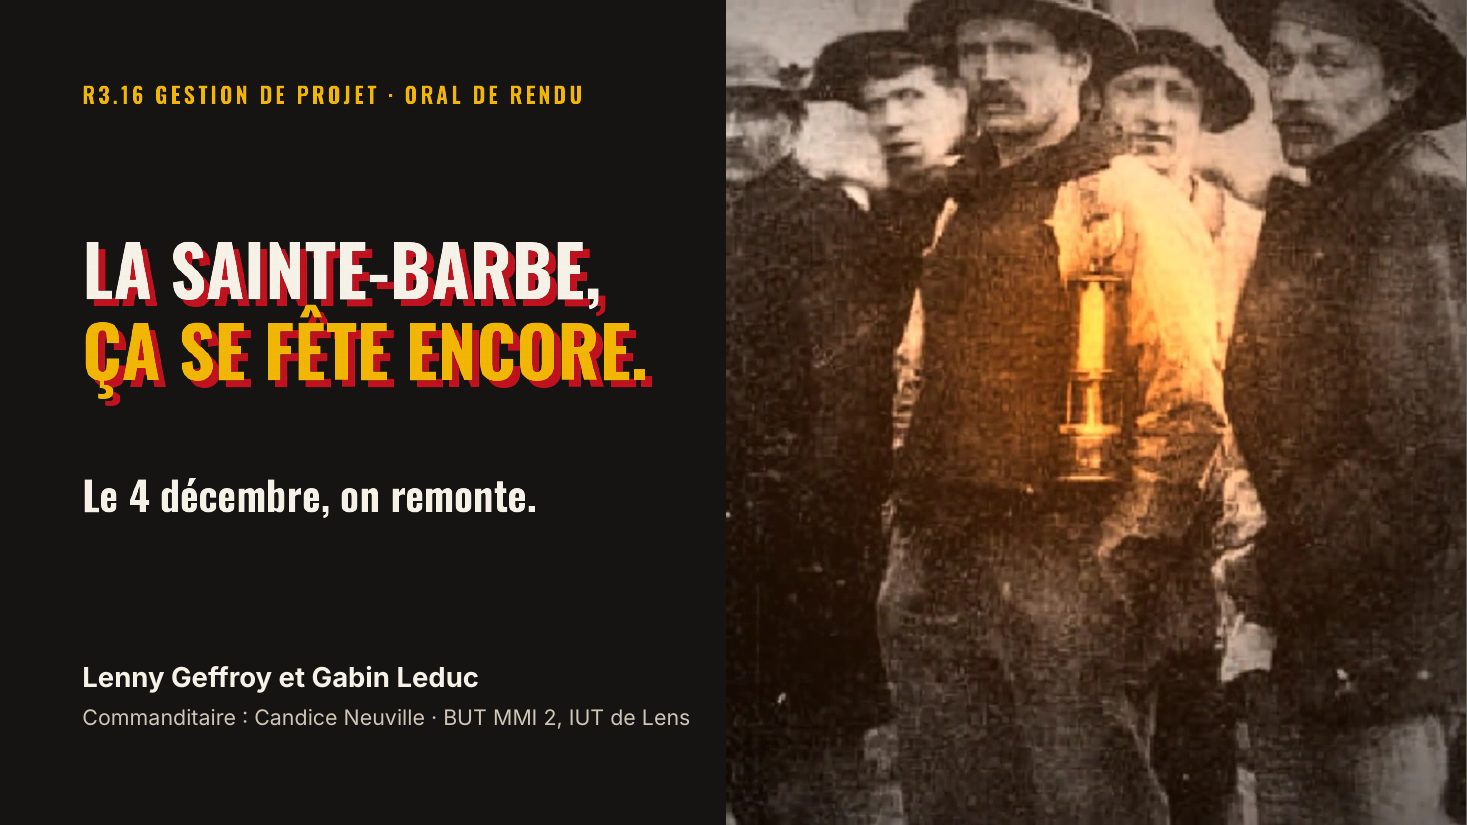 R3.16 GESTION DE PROJET · ORAL DE RENDU
LA SAINTE-BARBE,
ÇA SE FÊTE ENCORE.
Le 4 décembre, on remonte.
Lenny Geffroy et Gabin Leduc
Commanditaire : Candice Neuville · BUT MMI 2, IUT de Lens